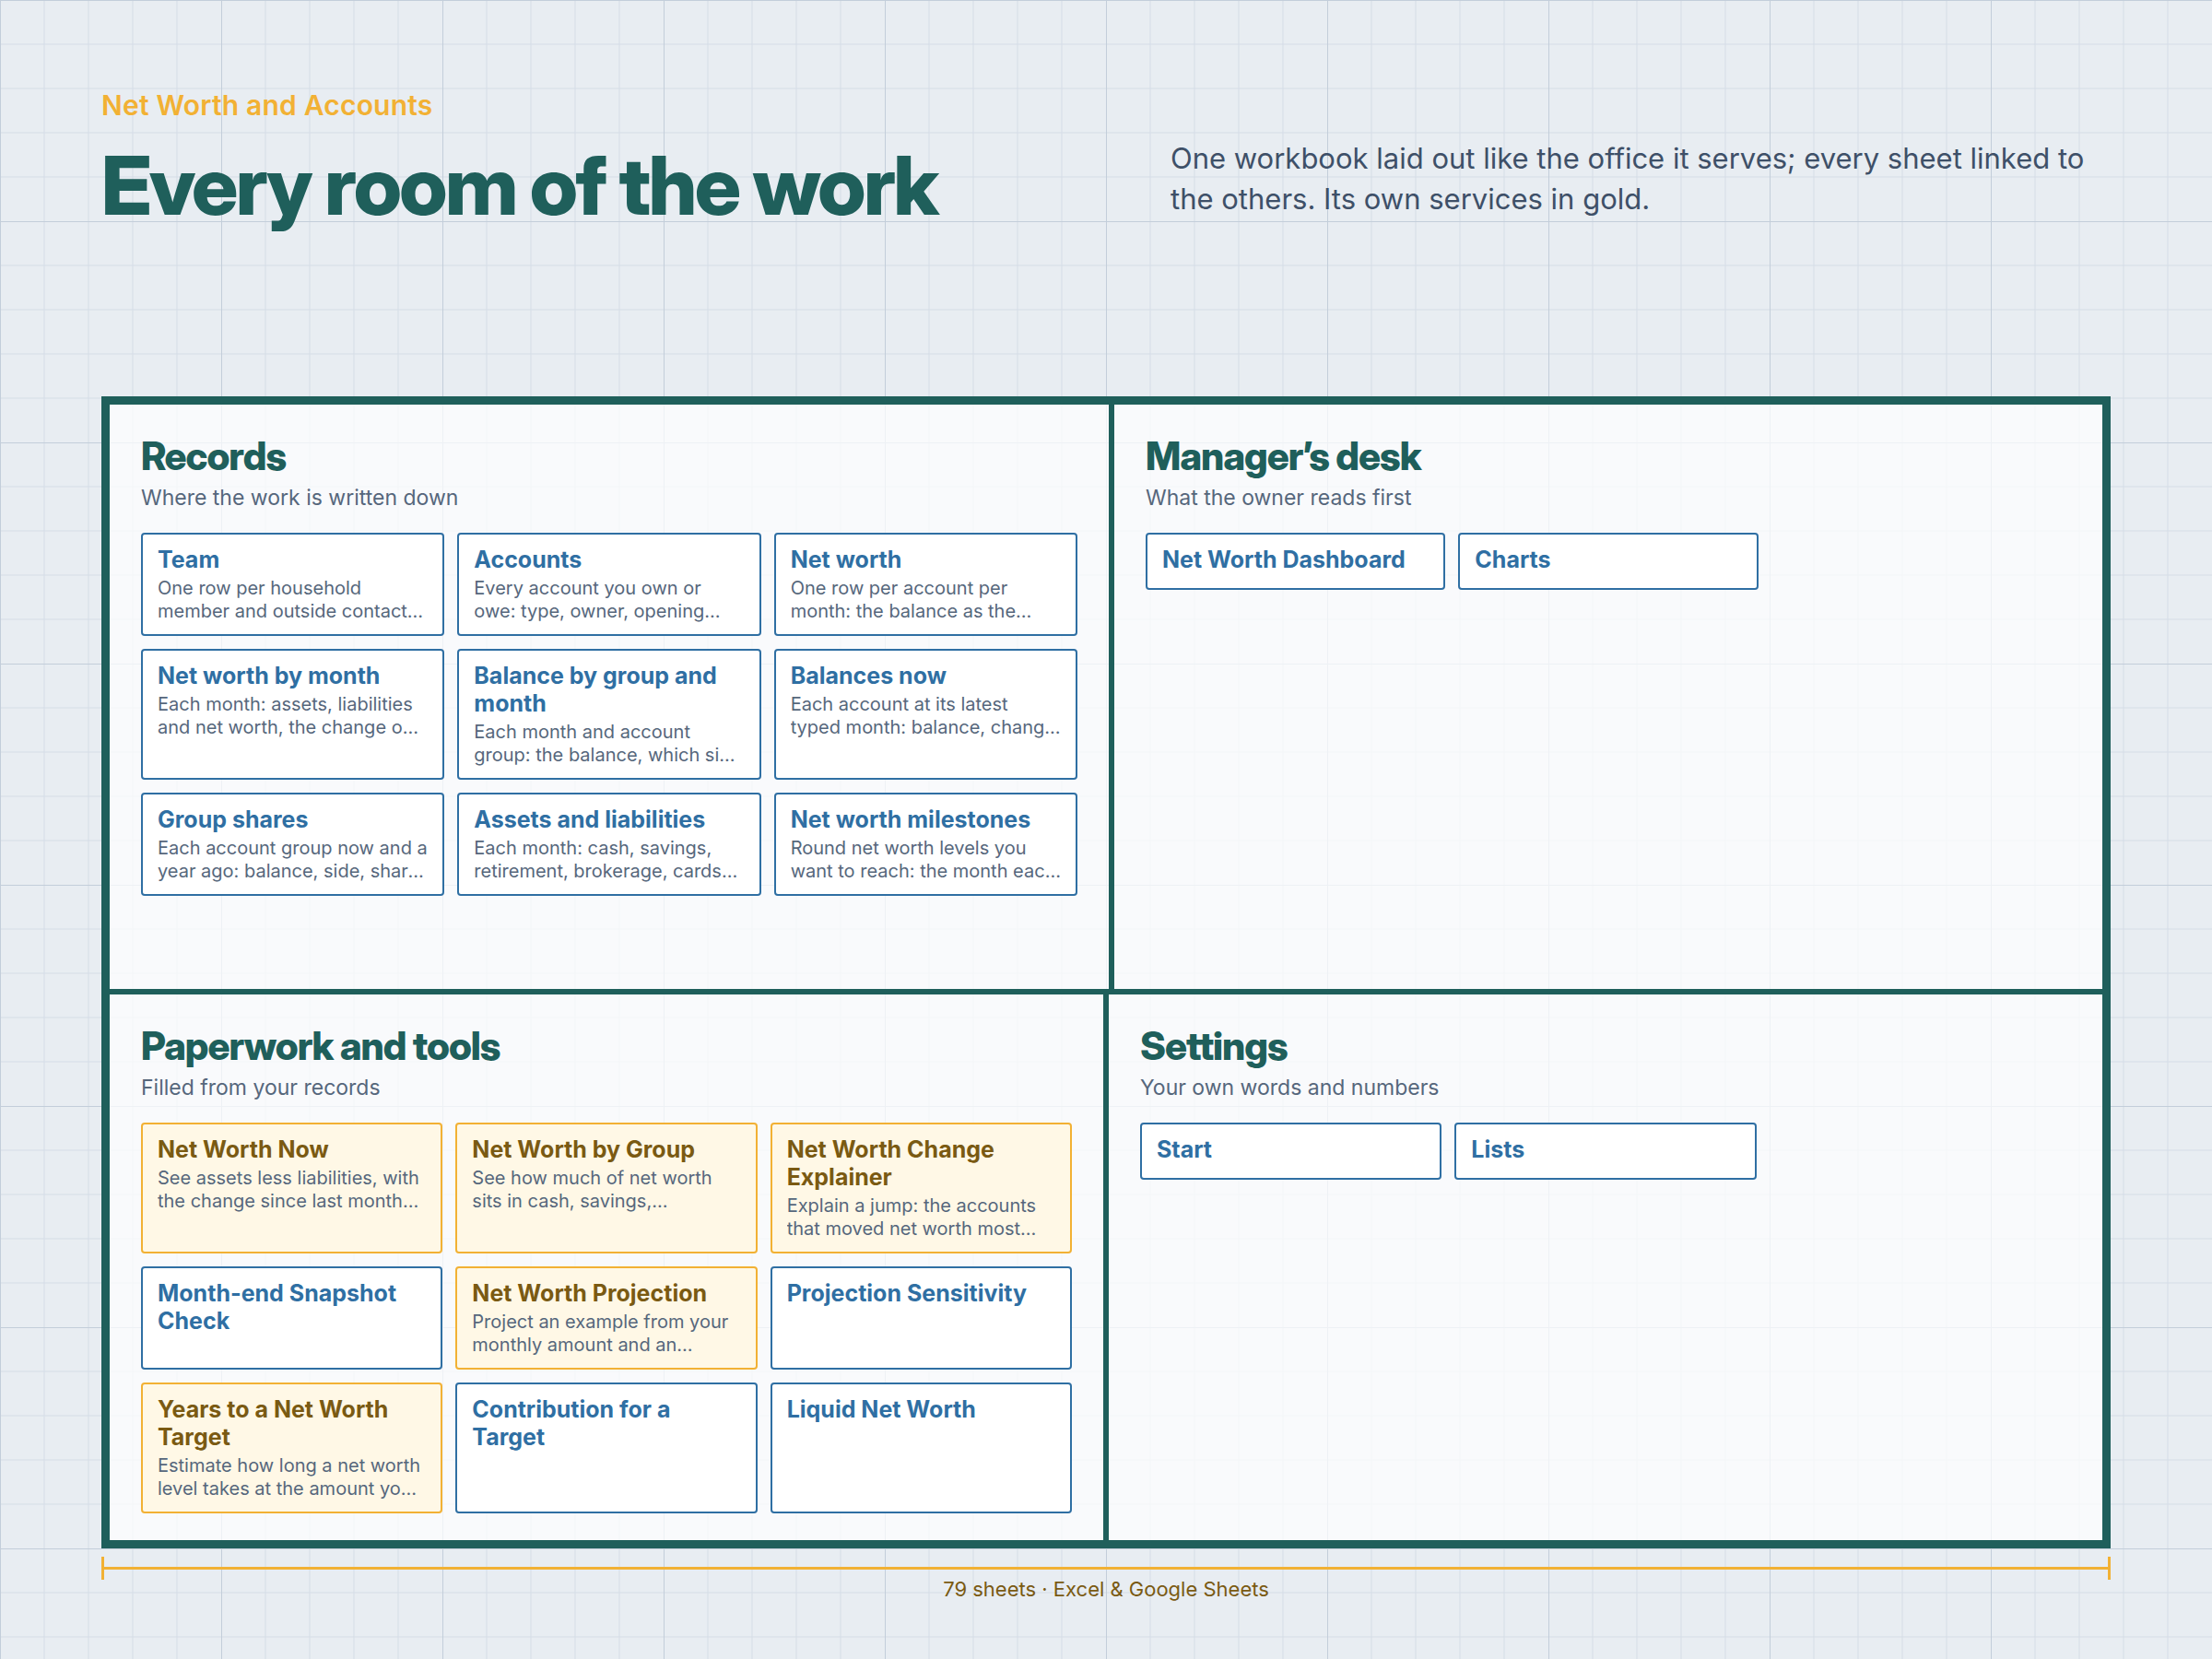 Net Worth and Accounts
Every room of the work
One workbook laid out like the office it serves; every sheet linked to
the others. Its own services in gold.
Records
Where the work is written down
Team
One row per household
member and outside contact...
Accounts
Every account you own or
owe: type, owner, opening...
Net worth
One row per account per
month: the balance as the...
Net worth by month
Each month: assets, liabilities
and net worth, the change o...
Balance by group and
month
Each month and account
group: the balance, which si...
Balances now
Each account at its latest
typed month: balance, chang...
Group shares
Each account group now and a
year ago: balance, side, shar...
Assets and liabilities
Each month: cash, savings,
retirement, brokerage, cards...
Net worth milestones
Round net worth levels you
want to reach: the month eac...
Manager’s desk
What the owner reads first
Net Worth Dashboard
Charts
Paperwork and tools
Filled from your records
Net Worth Now
See assets less liabilities, with
the change since last month...
Net Worth by Group
See how much of net worth
sits in cash, savings,...
Net Worth Change
Explainer
Explain a jump: the accounts
that moved net worth most...
Month-end Snapshot
Check
Net Worth Projection
Project an example from your
monthly amount and an...
Projection Sensitivity
Years to a Net Worth
Target
Estimate how long a net worth
level takes at the amount yo...
Contribution for a
Target
Liquid Net Worth
Settings
Your own words and numbers
Start
Lists
79 sheets · Excel & Google Sheets